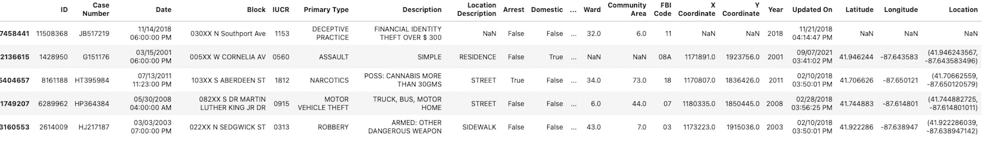 ID Case Number Date Block IUCR Primary Type Description Location Description Arrest Domestic ... Ward Community Area FBI Code X Coordinate Y Coordinate Year Updated On Latitude Longitude Location
7458441 11508368 JB517219 11/14/2018 06:00:00 PM 030XX N Southport Ave 1153 DECEPTIVE PRACTICE FINANCIAL IDENTITY THEFT OVER $ 300 NaN False False ... 32.0 6.0 11 NaN NaN 2018 11/21/2018 04:14:47 PM NaN NaN NaN
2136615 1428950 G151176 03/15/2001 06:00:00 PM 005XX W CORNELIA AV 0560 ASSAULT SIMPLE RESIDENCE False True ... NaN NaN 08A 1171891.0 1923756.0 2001 09/07/2021 03:41:02 PM 41.946244 -87.643583 (41.946243567, -87.643583496)
5404657 8161188 HT395984 07/13/2011 11:23:00 PM 103XX S ABERDEEN ST 1812 NARCOTICS POSS: CANNABIS MORE THAN 30GMS STREET True False ... 34.0 73.0 18 1170807.0 1836426.0 2011 02/10/2018 03:50:01 PM 41.706626 -87.650121 (41.70662559, -87.650120579)
1749207 6289962 HP364384 05/30/2008 04:00:00 AM 082XX S DR MARTIN LUTHER KING JR DR 0915 MOTOR VEHICLE THEFT TRUCK, BUS, MOTOR HOME STREET False False ... 6.0 44.0 07 1180335.0 1850445.0 2008 02/28/2018 03:56:25 PM 41.744883 -87.614801 (41.744882725, -87.614801011)
3160553 2614009 HJ217187 03/03/2003 07:00:00 PM 022XX N SEDGWICK ST 0313 ROBBERY ARMED: OTHER DANGEROUS WEAPON SIDEWALK False False ... 43.0 7.0 03 1173223.0 1915036.0 2003 02/10/2018 03:50:01 PM 41.922286 -87.638947 (41.922286039, -87.638947142)